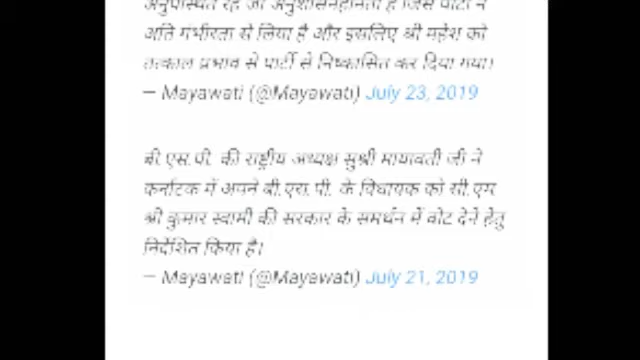 अनुपस्थित रहे जो अनुशासनहीनता है जिसे पार्टी ने
अति गंभीरता से लिया है और इसलिए श्री महेश को
तत्काल प्रभाव से पार्टी से निष्कासित कर दिया गया।
— Mayawati (@Mayawati) July 23, 2019
बी.एस.पी. की राष्ट्रीय अध्यक्ष सुश्री मायावती जी ने
कर्नाटक में अपने बी.एस.पी. के विधायक को सी.एम
श्री कुमार स्वामी की सरकार के समर्थन में वोट देने हेतु
निर्देशित किया है।
— Mayawati (@Mayawati) July 21, 2019